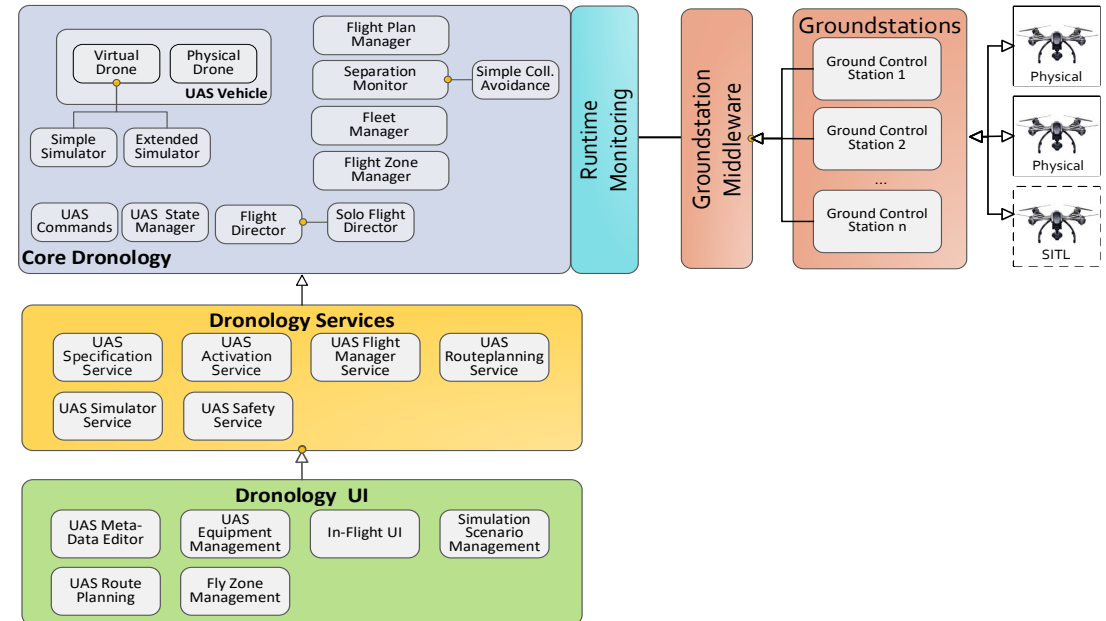 Virtual
Drone
Physical
Drone
UAS Vehicle
Simple
Simulator
Extended
Simulator
Flight Plan
Manager
Separation
Monitor
Simple Coll.
Avoidance
Fleet
Manager
Flight Zone
Manager
UAS
Commands
UAS State
Manager
Flight
Director
Solo Flight
Director
Core Dronology
Runtime
Monitoring
Groundstation
Middleware
Groundstations
Ground Control
Station 1
Ground Control
Station 2
...
Ground Control
Station n
Physical
Physical
SITL
Dronology Services
UAS
Specification
Service
UAS
Activation
Service
UAS Flight
Manager
Service
UAS
Routeplanning
Service
UAS Simulator
Service
UAS Safety
Service
Dronology UI
UAS Meta-
Data Editor
UAS
Equipment
Management
In-Flight UI
Simulation
Scenario
Management
UAS Route
Planning
Fly Zone
Management